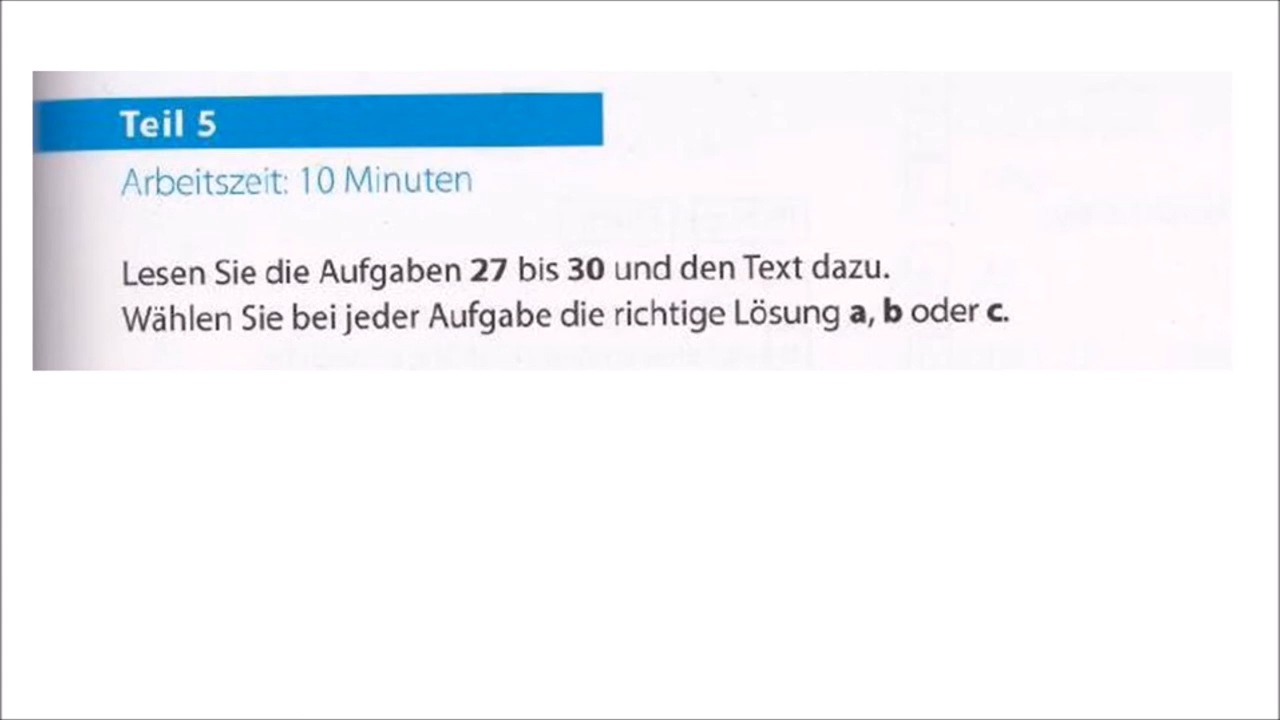 Teil 5
Arbeitszeit: 10 Minuten
Lesen Sie die Aufgaben 27 bis 30 und den Text dazu.
Wählen Sie bei jeder Aufgabe die richtige Lösung a, b oder c.